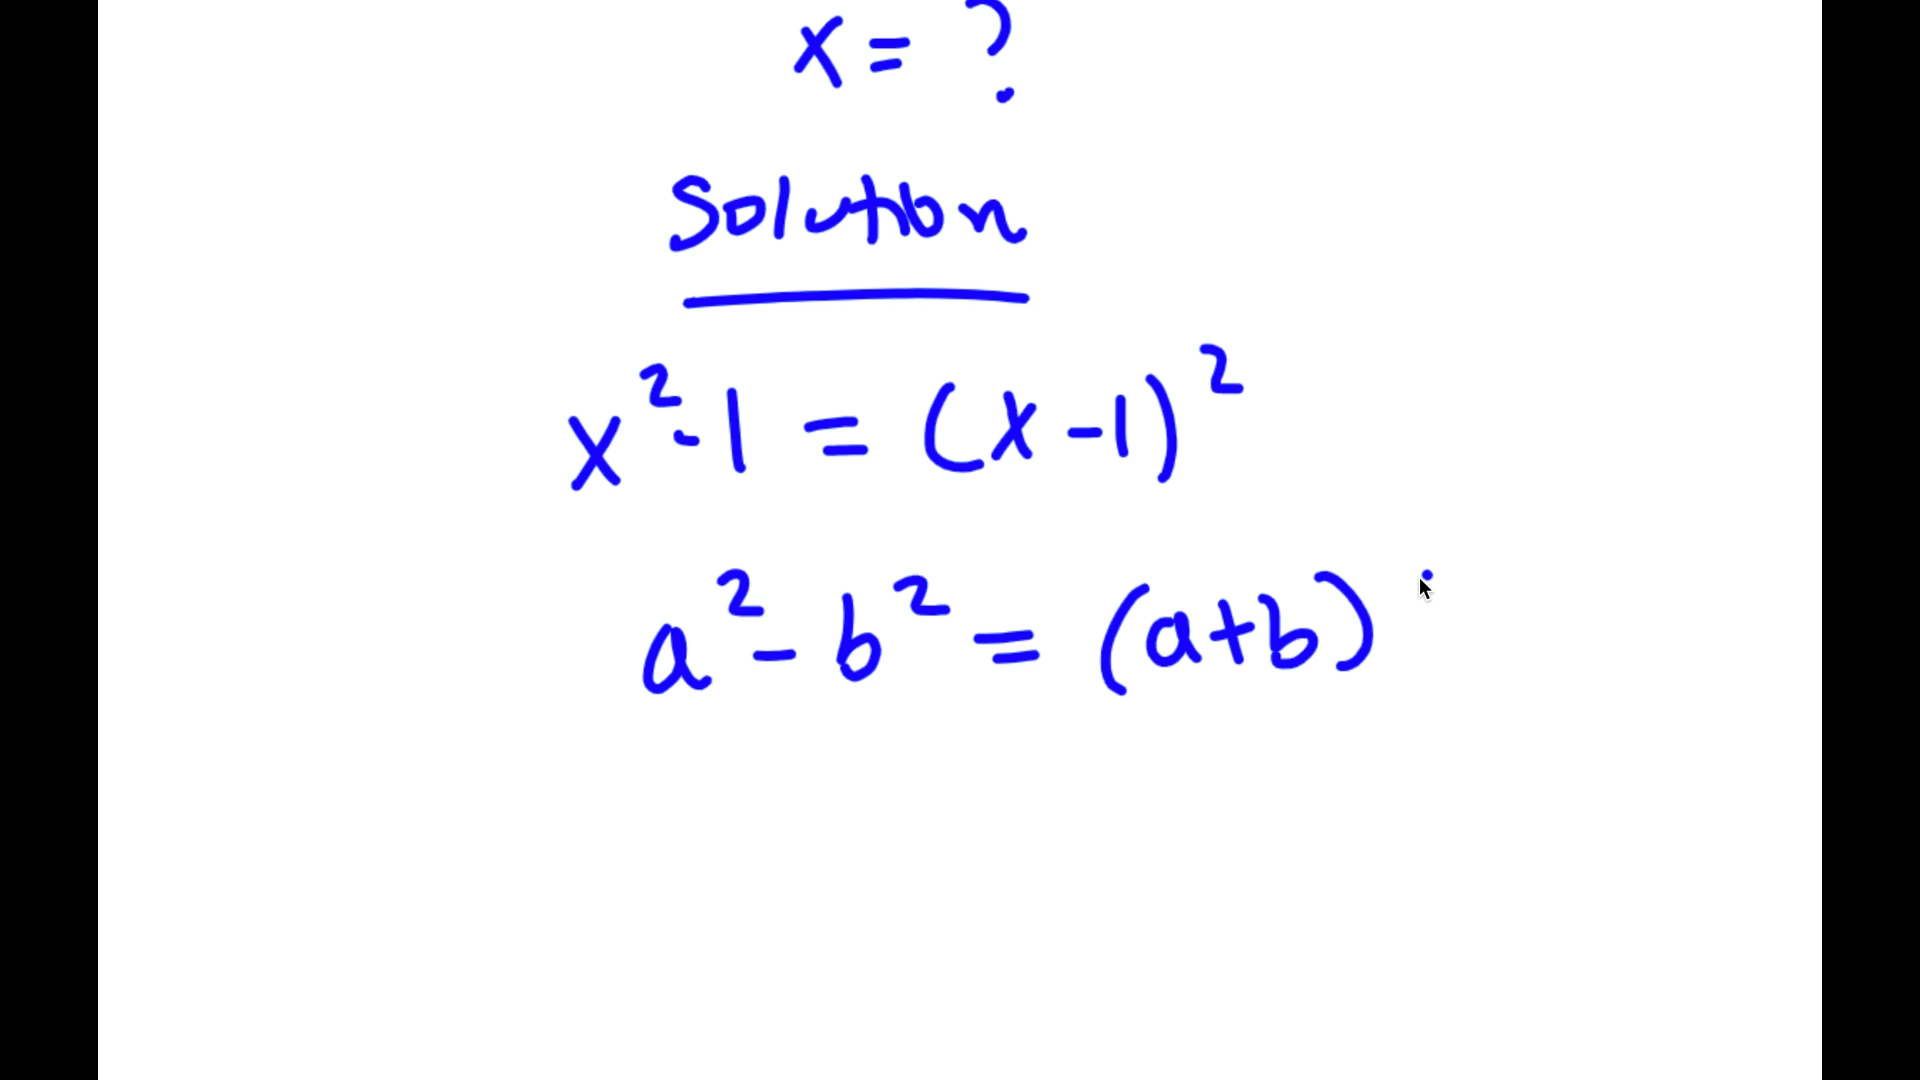 x = ?
Solution
x² - 1 = (x - 1)²
a² - b² = (a + b)